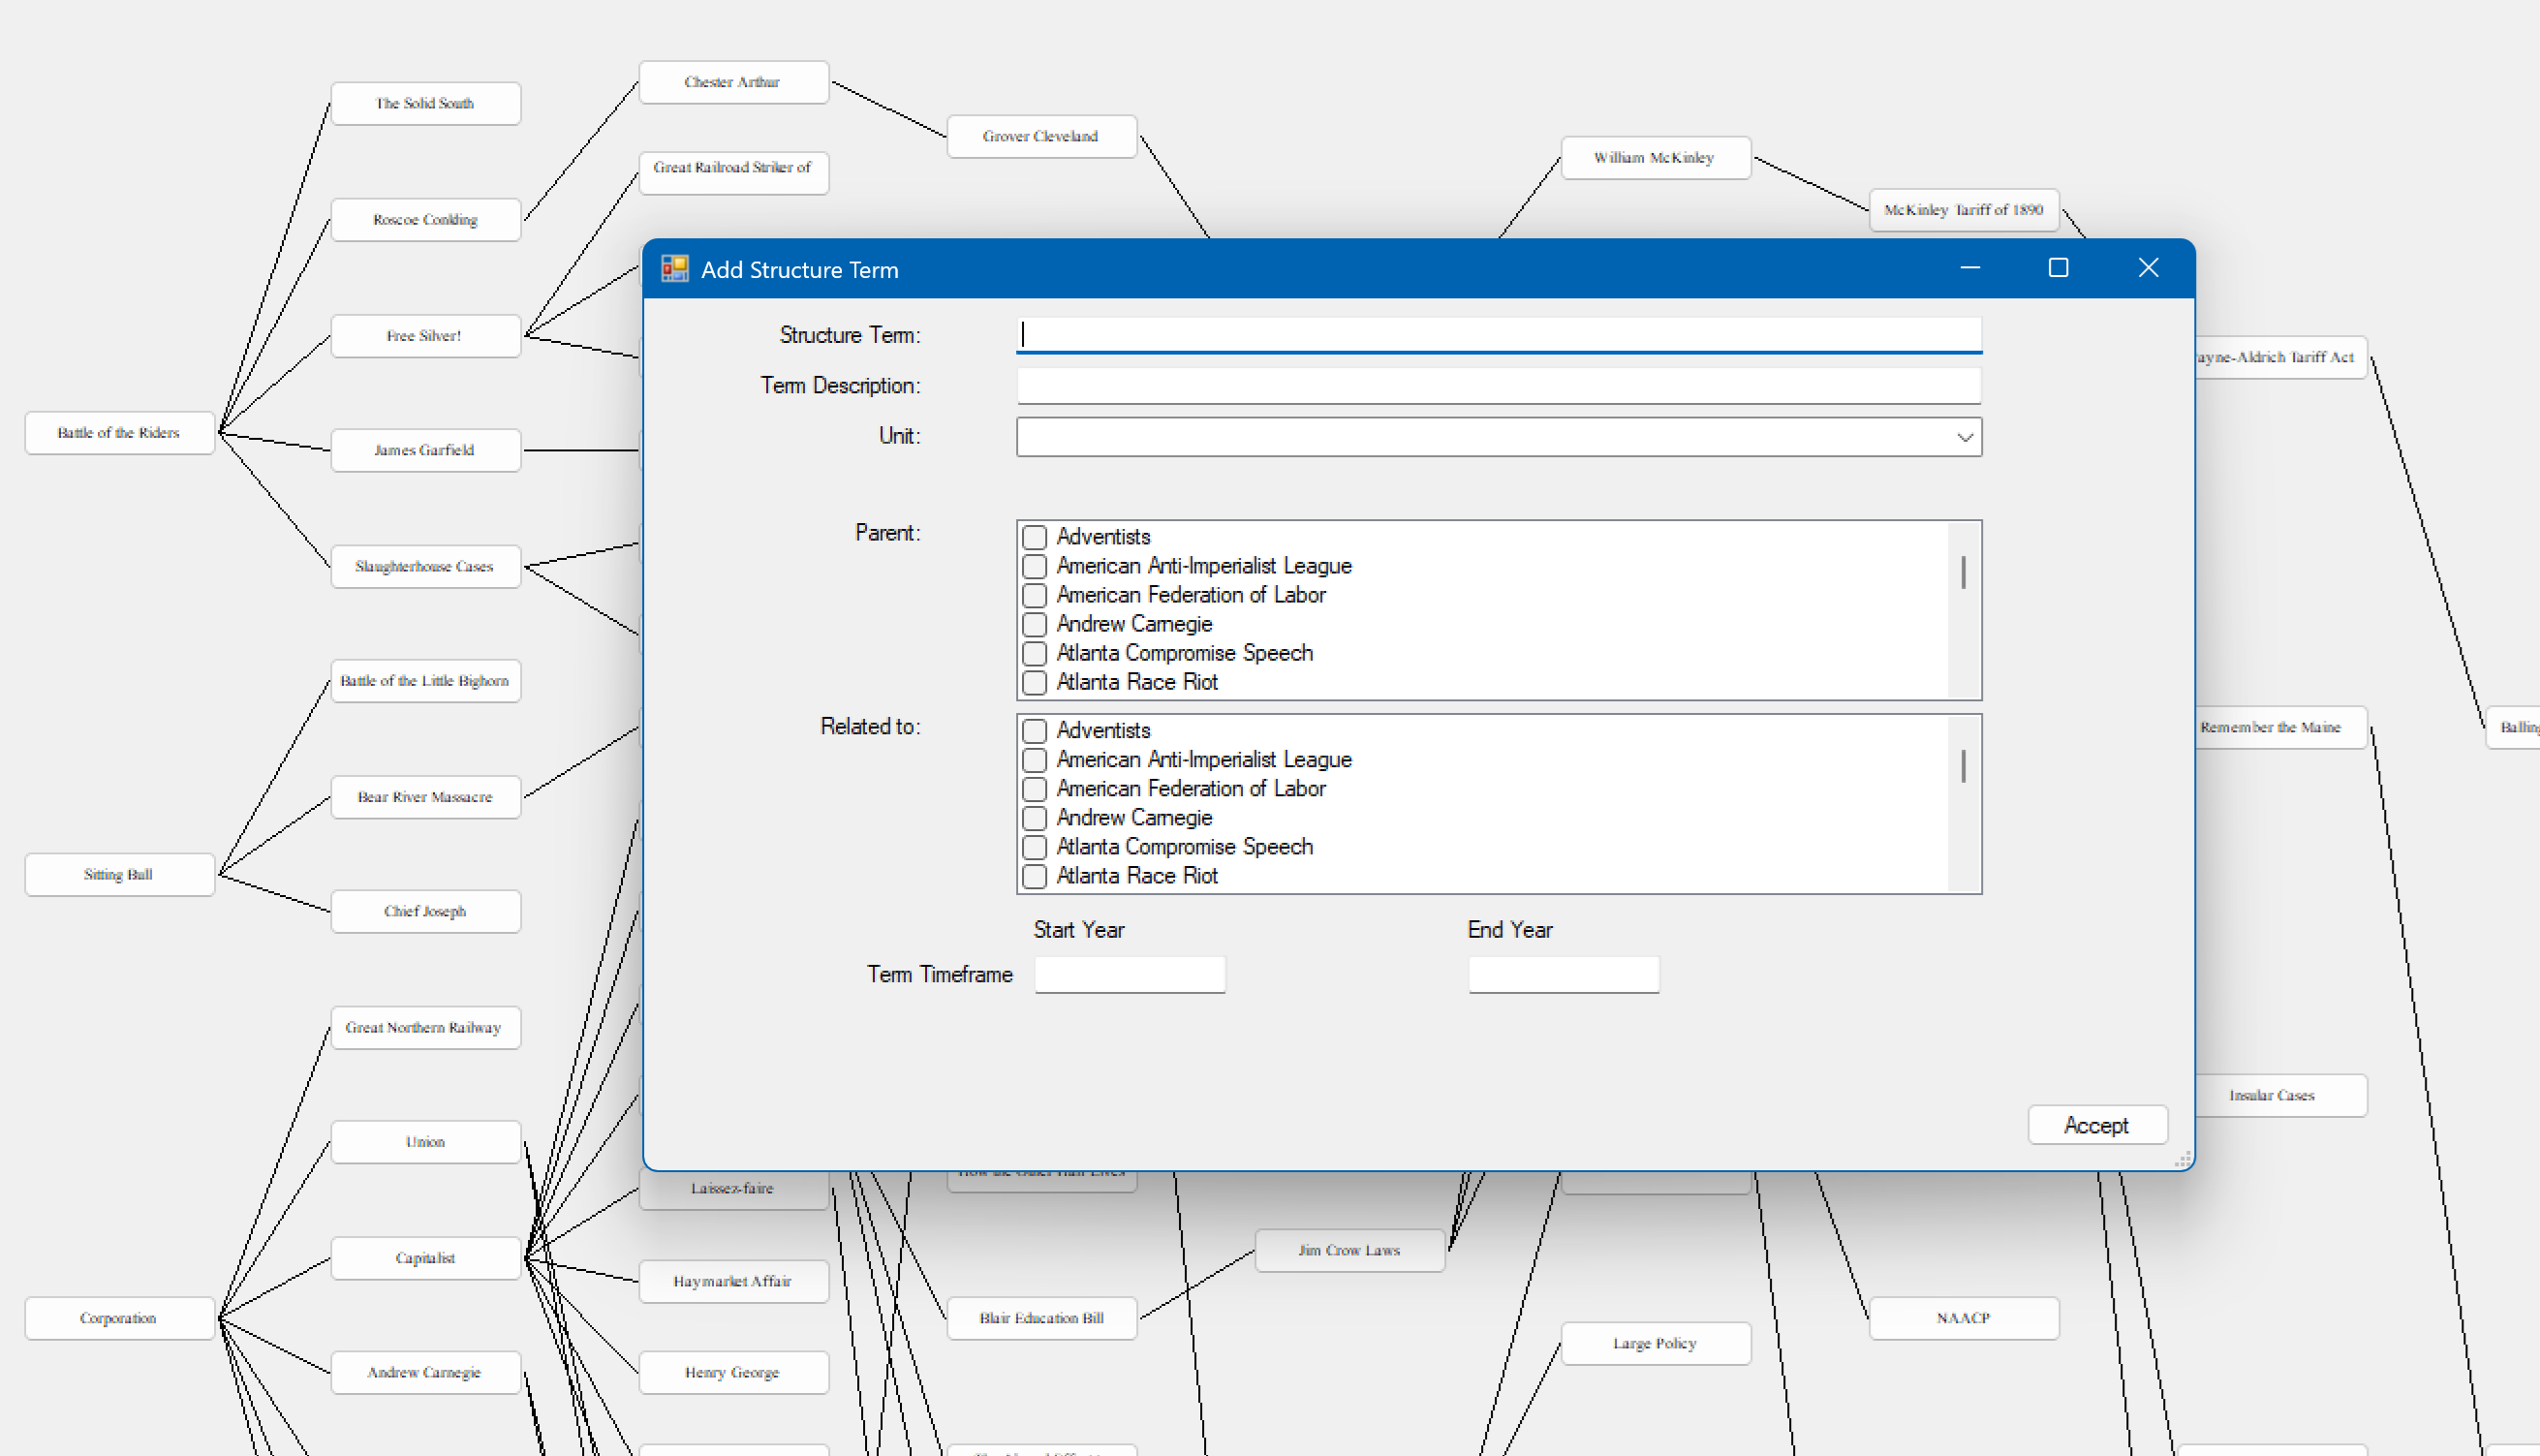 Chester Arthur
The Solid South
Grover Cleveland
William McKinley
Great Railroad Striker of
McKinley Tariff of 1890
Roscoe Conkling
Free Silver!
Battle of the Riders
James Garfield
Slaughterhouse Cases
Battle of the Little Bighorn
Bear River Massacre
Sitting Bull
Chief Joseph
Great Northern Railway
Union
Capitalist
Corporation
Andrew Carnegie
Add Structure Term
Structure Term:
Term Description:
Unit:
Parent:
Adventists
American Anti-Imperialist League
American Federation of Labor
Andrew Carnegie
Atlanta Compromise Speech
Atlanta Race Riot
Related to:
Adventists
American Anti-Imperialist League
American Federation of Labor
Andrew Carnegie
Atlanta Compromise Speech
Atlanta Race Riot
Start Year
End Year
Term Timeframe
Accept
ayne-Aldrich Tariff Act
Remember the Maine
Balling
Insular Cases
Laissez-faire
Haymarket Affair
Henry George
How the Other Half Lives
Blair Education Bill
Jim Crow Laws
Large Policy
NAACP